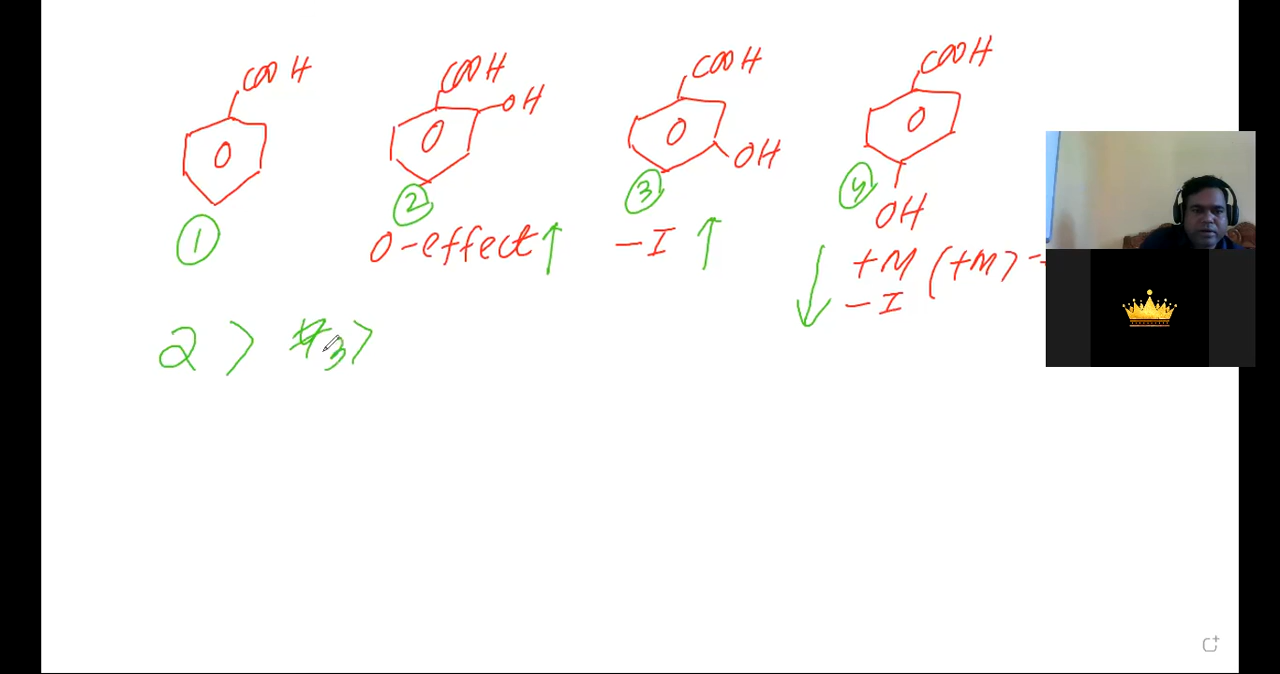 COOH COOH COOH COOH
OH
OH
OH
1 2 3 4
O-effect↑ -I ↑ ↓ +M (+M) -
-I
2 > 3 >